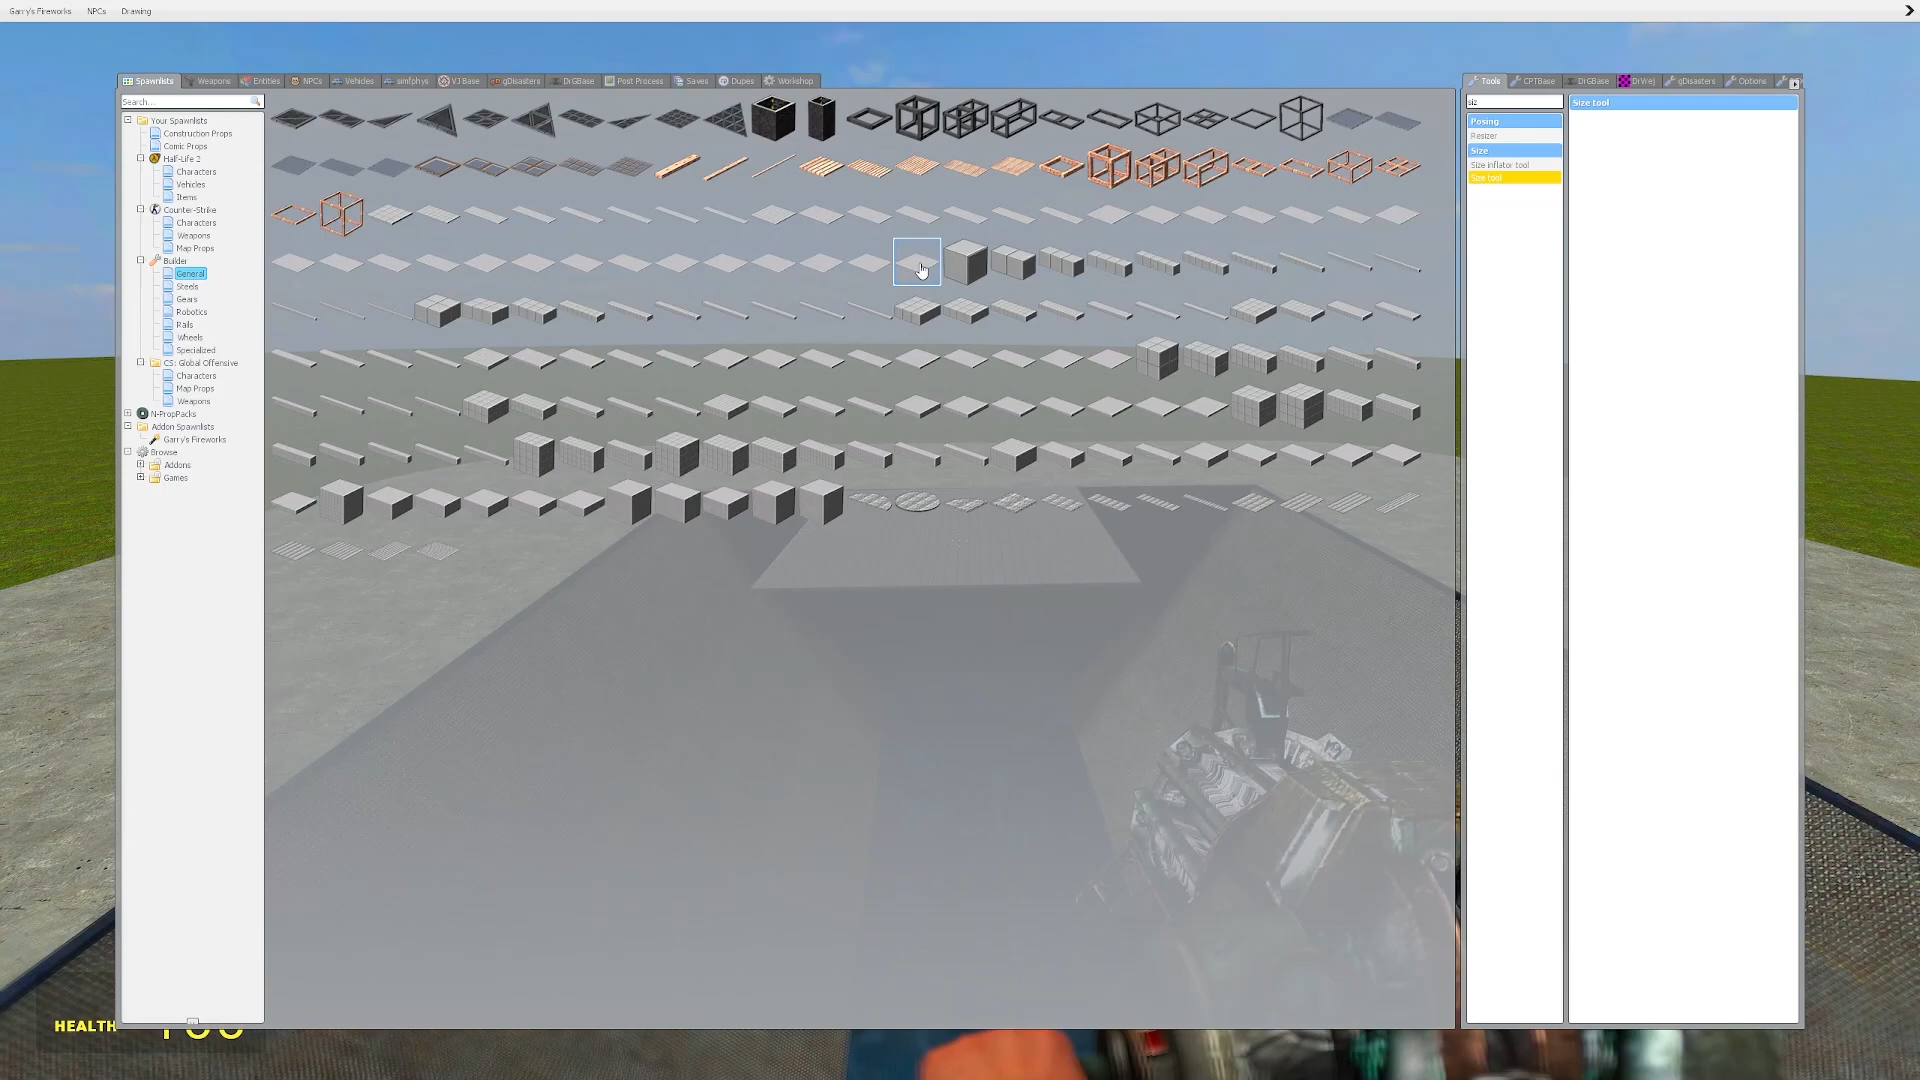 Garry's Fireworks NPCs Drawing
Spawnlists Weapons Entities NPCs Vehicles simfphys VJ Base gDisasters DrGBase Post Process Saves Dupes Workshop
Tools CPTBase DrGBase DrVrej gDisasters Options
Search...
siz
Size tool
Your Spawnlists
Construction Props
Comic Props
Half-Life 2
Characters
Vehicles
Items
Counter-Strike
Characters
Weapons
Map Props
Builder
General
Steels
Gears
Robotics
Rails
Wheels
Specialized
CS: Global Offensive
Characters
Map Props
Weapons
N-PropPacks
Addon Spawnlists
Garry's Fireworks
Browse
Addons
Games
Posing
Resizer
Size
Size inflator tool
Size tool
HEALTH 100